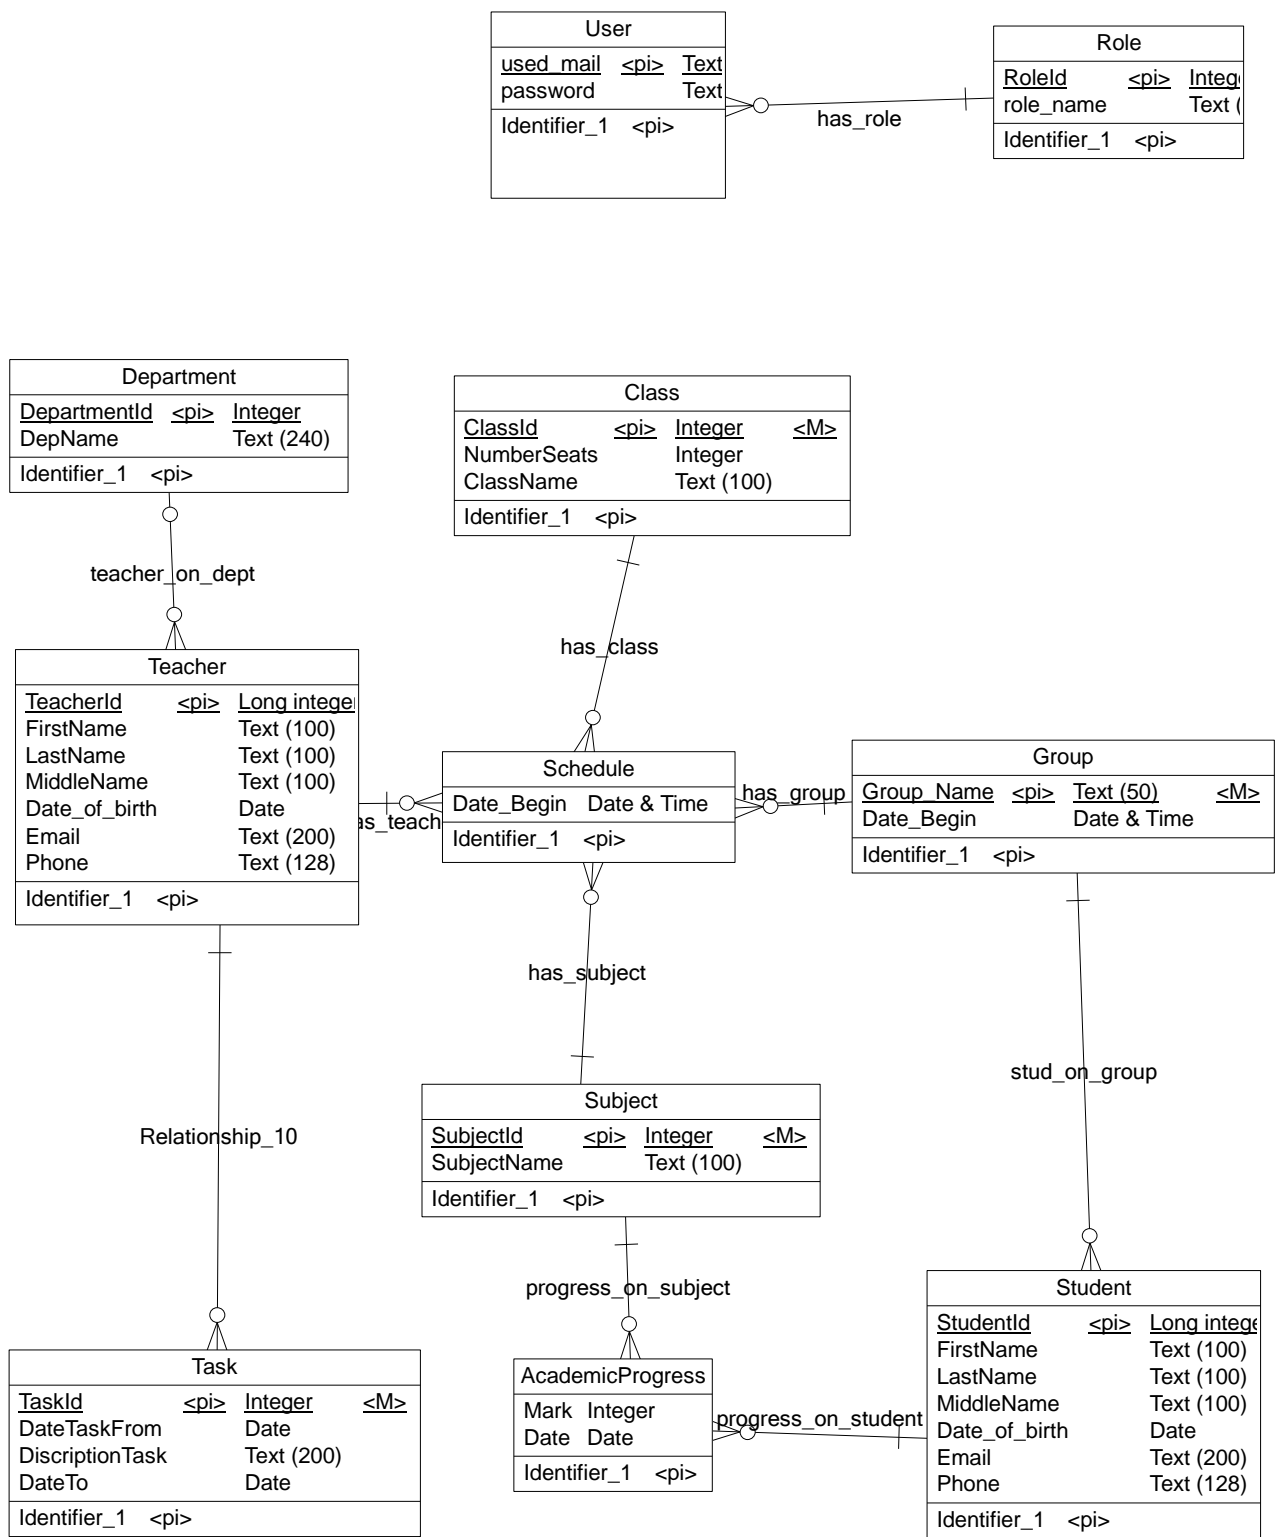 User
used_mail <pi> Text
password Text
Identifier_1 <pi>
has_role
Role
RoleId <pi>
role_name Text (
Identifier_1 <pi>
Department
DepartmentId <pi> Integer
DepName Text (240)
Identifier_1 <pi>
teacher_on_dept
Class
ClassId <pi> Integer <M>
NumberSeats Integer
ClassName Text (100)
Identifier_1 <pi>
has_class
Teacher
TeacherId <pi> Long intege
FirstName Text (100)
LastName Text (100)
MiddleName Text (100)
Date_of_birth Date
Email Text (200)
Phone Text (128)
Identifier_1 <pi>
as_teach
Schedule
Date_Begin Date & Time
Identifier_1 <pi>
has_group
Group
Group_Name <pi> Text (50) <M>
Date_Begin Date & Time
Identifier_1 <pi>
has_subject
stud_on_group
Relationship_10
Subject
SubjectId <pi> Integer <M>
SubjectName Text (100)
Identifier_1 <pi>
progress_on_subject
Task
TaskId <pi> Integer <M>
DateTaskFrom Date
DiscriptionTask Text (200)
DateTo Date
Identifier_1 <pi>
AcademicProgress
Mark Integer
Date Date
Identifier_1 <pi>
progress_on_student
Student
StudentId <pi> Long intege
FirstName Text (100)
LastName Text (100)
MiddleName Text (100)
Date_of_birth Date
Email Text (200)
Phone Text (128)
Identifier_1 <pi>